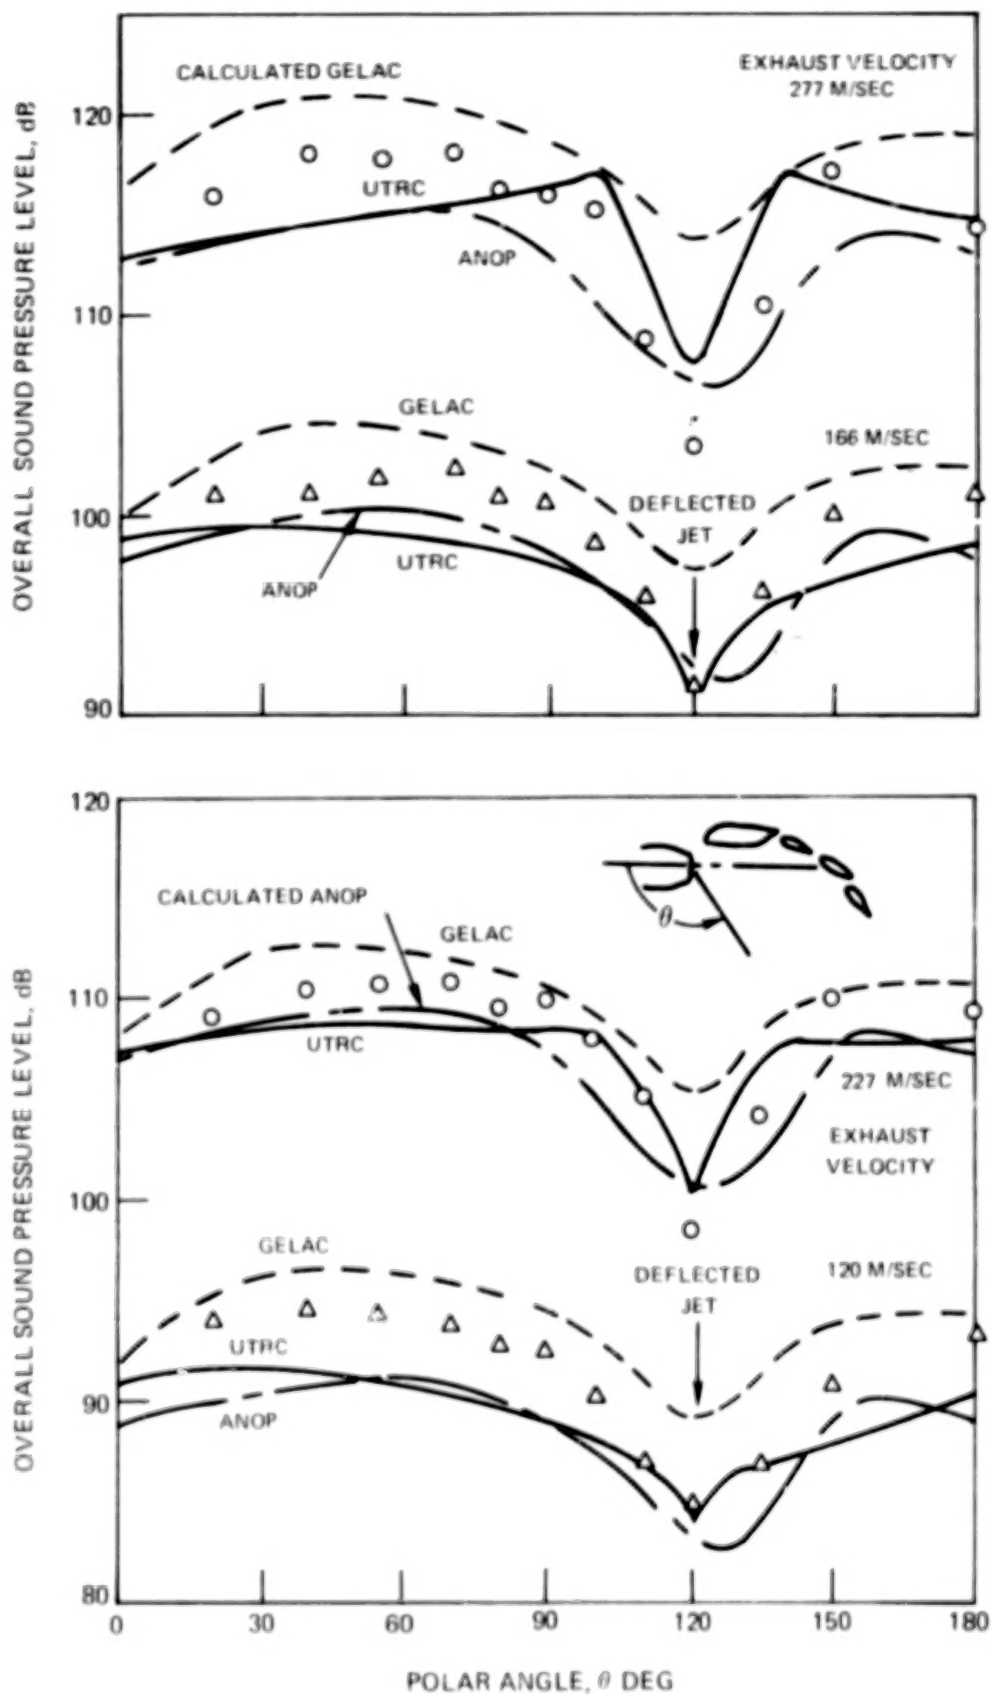 OVERALL SOUND PRESSURE LEVEL, dB
120
110
100
90
CALCULATED GELAC
EXHAUST VELOCITY
277 M/SEC
UTRC
ANOP
GELAC
166 M/SEC
DEFLECTED
JET
UTRC
ANOP
OVERALL SOUND PRESSURE LEVEL, dB
120
110
100
90
80
CALCULATED ANOP
GELAC
θ
UTRC
227 M/SEC
EXHAUST
VELOCITY
GELAC
DEFLECTED
JET
120 M/SEC
UTRC
ANOP
0 30 60 90 120 150 180
POLAR ANGLE, θ DEG